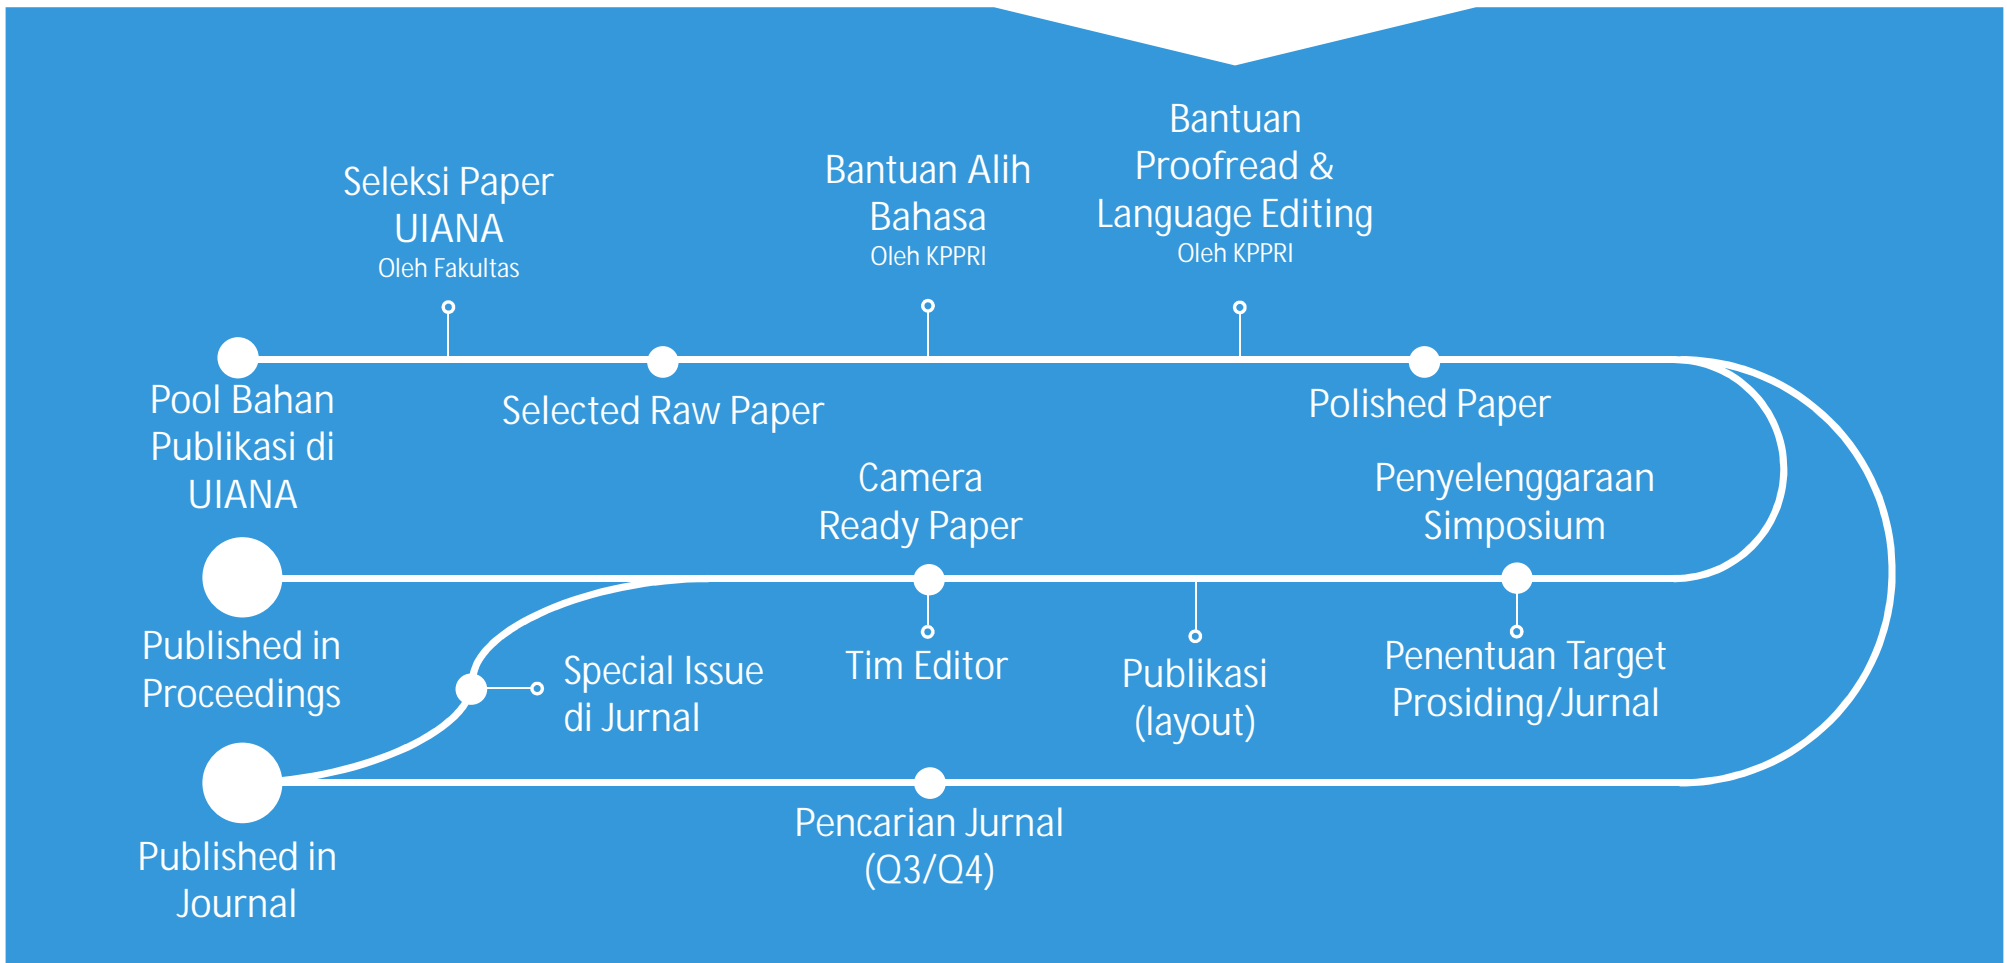 Seleksi Paper
UIANA
Oleh Fakultas
Bantuan Alih
Bahasa
Oleh KPPRI
Bantuan
Proofread &
Language Editing
Oleh KPPRI
Pool Bahan
Publikasi di
UIANA
Selected Raw Paper
Polished Paper
Camera
Ready Paper
Penyelenggaraan
Simposium
Published in
Proceedings
Special Issue
di Jurnal
Tim Editor
Publikasi
(layout)
Penentuan Target
Prosiding/Jurnal
Published in
Journal
Pencarian Jurnal
(Q3/Q4)